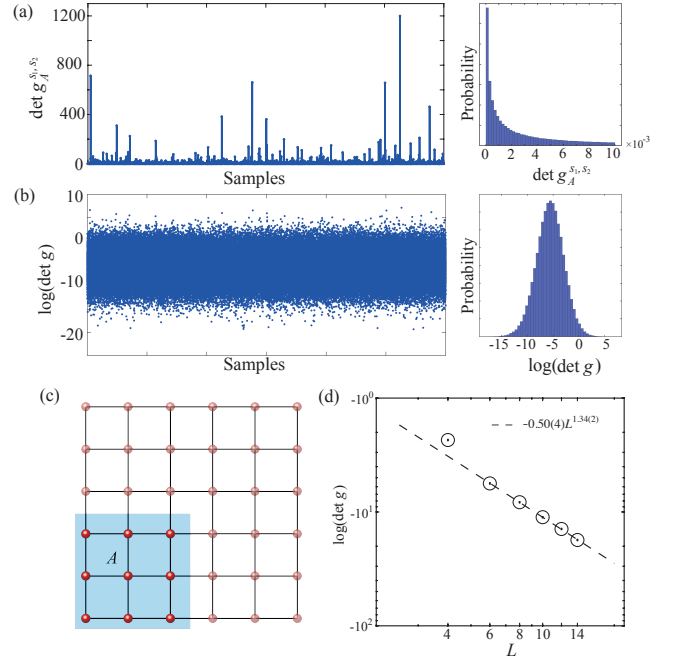 (a)
1200
800
400
0
det g_A^{s_1, s_2}
Samples
Probability
0 2 4 6 8 10
×10^{-3}
det g_A^{s_1, s_2}
(b)
10
0
-10
-20
log(det g)
Samples
Probability
-15 -10 -5 0 5
log(det g)
(c)
A
(d)
-10^0
-10^1
-10^2
log(det g)
-0.50(4)L^{1.34(2)}
4 6 8 10 12 14
L